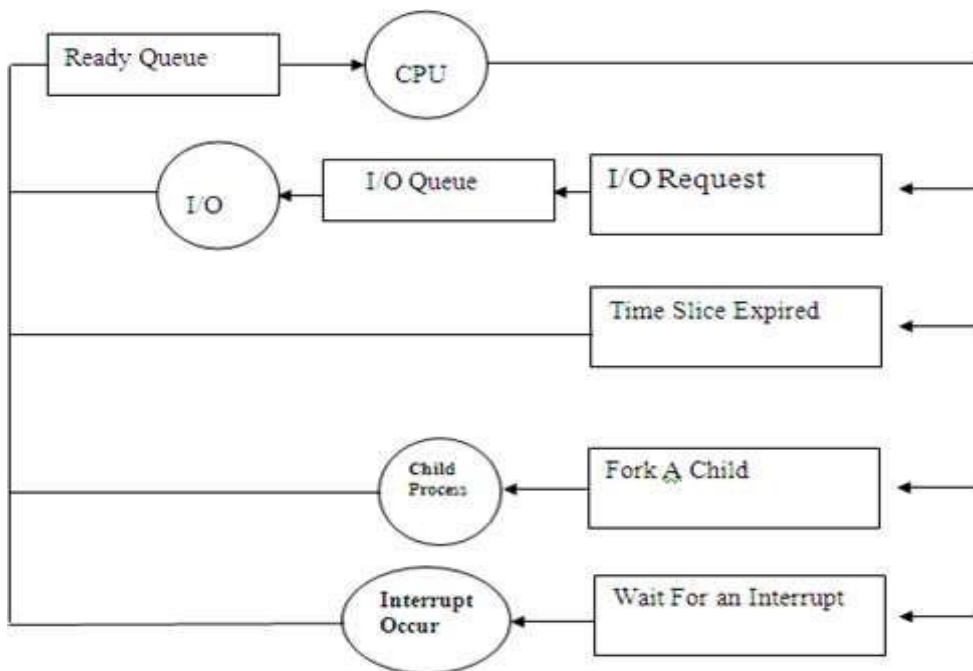 Ready Queue
CPU
I/O
I/O Queue
I/O Request
Time Slice Expired
Child
Process
Fork A Child
Interrupt
Occur
Wait For an Interrupt